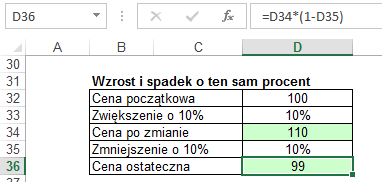 D36 =D34*(1-D35)
A B C D
30
31 Wzrost i spadek o ten sam procent
32 Cena początkowa 100
33 Zwiększenie o 10% 10%
34 Cena po zmianie 110
35 Zmniejszenie o 10% 10%
36 Cena ostateczna 99